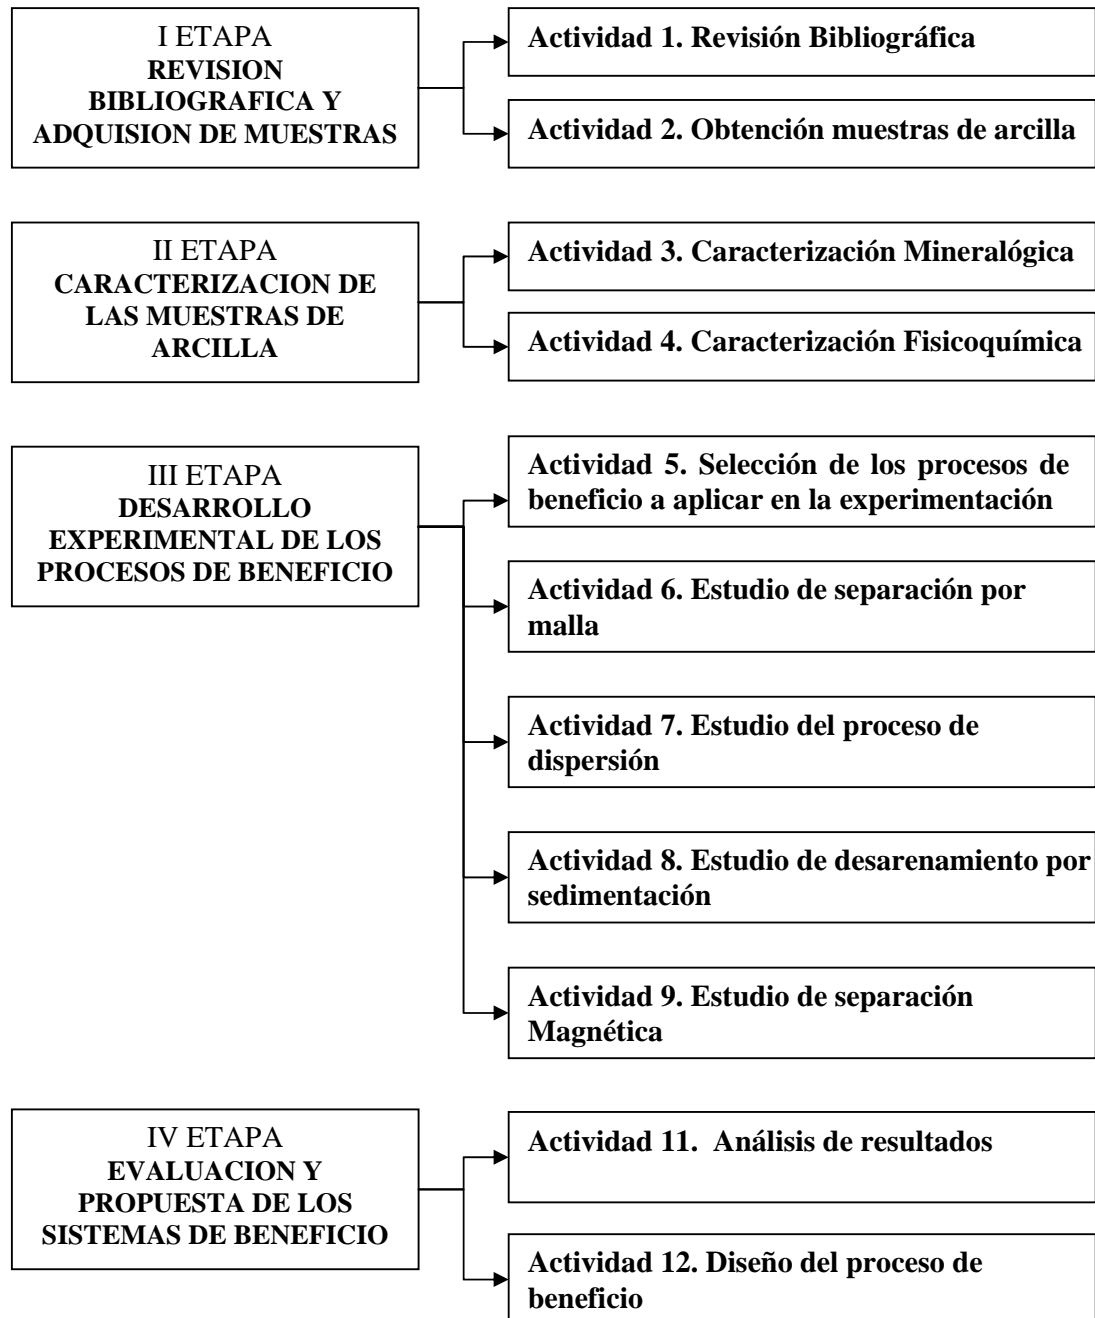 I ETAPA
REVISION
BIBLIOGRAFICA Y
ADQUISION DE MUESTRAS
Actividad 1. Revisión Bibliográfica
Actividad 2. Obtención muestras de arcilla
II ETAPA
CARACTERIZACION DE
LAS MUESTRAS DE
ARCILLA
Actividad 3. Caracterización Mineralógica
Actividad 4. Caracterización Fisicoquímica
III ETAPA
DESARROLLO
EXPERIMENTAL DE LOS
PROCESOS DE BENEFICIO
Actividad 5. Selección de los procesos de
beneficio a aplicar en la experimentación
Actividad 6. Estudio de separación por
malla
Actividad 7. Estudio del proceso de
dispersión
Actividad 8. Estudio de desarenamiento por
sedimentación
Actividad 9. Estudio de separación
Magnética
IV ETAPA
EVALUACION Y
PROPUESTA DE LOS
SISTEMAS DE BENEFICIO
Actividad 11. Análisis de resultados
Actividad 12. Diseño del proceso de
beneficio